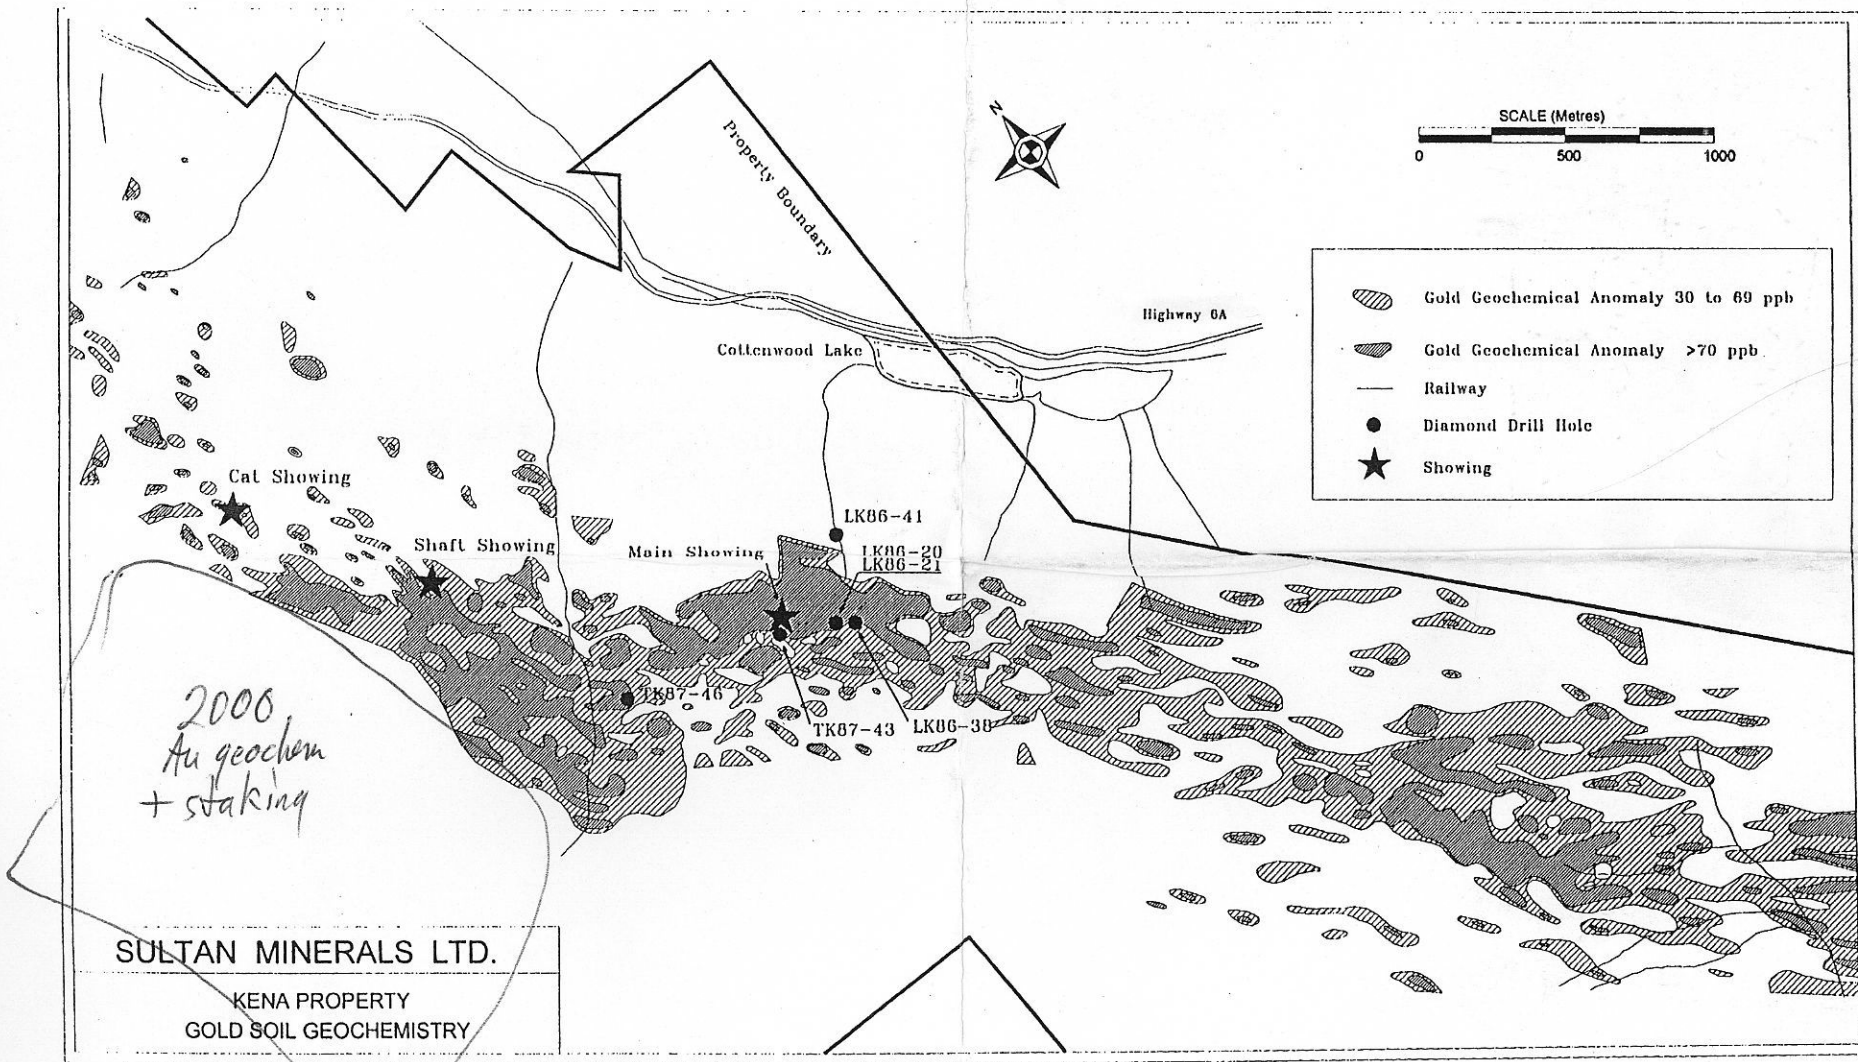 N
SCALE (Metres)
0 500 1000
Property Boundary
Gold Geochemical Anomaly 30 to 69 ppb
Gold Geochemical Anomaly >70 ppb
Railway
Diamond Drill Hole
Showing
Highway 6A
Cottenwood Lake
Cat Showing
Shaft Showing
Main Showing
LK86-41
LK86-20
LK86-21
TK87-46
TK87-43
LK86-38
2000
Au geochem
+ staking
SULTAN MINERALS LTD.
KENA PROPERTY
GOLD SOIL GEOCHEMISTRY